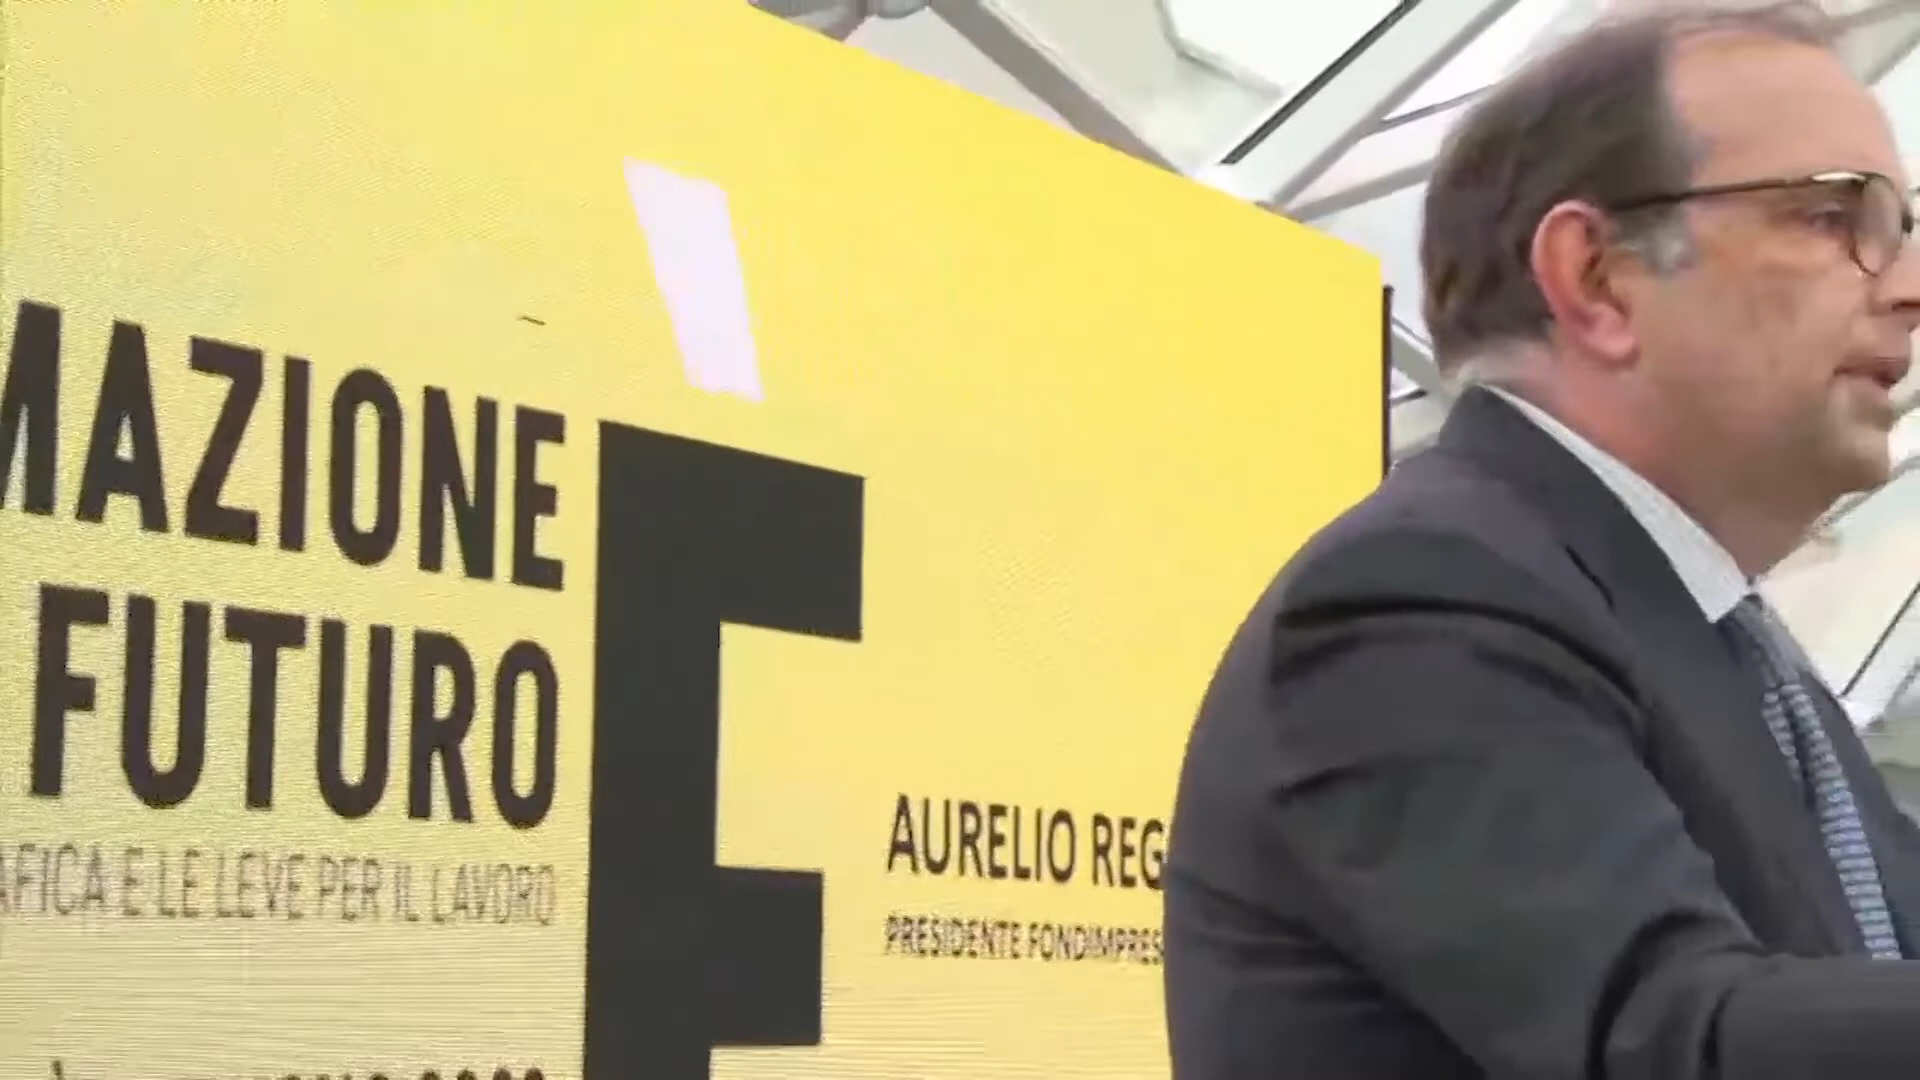 MAZIONE
FUTURO
AFICA E LE LEVE PER IL LAVORO
AURELIO REG
PRESIDENTE FONDIMPRES